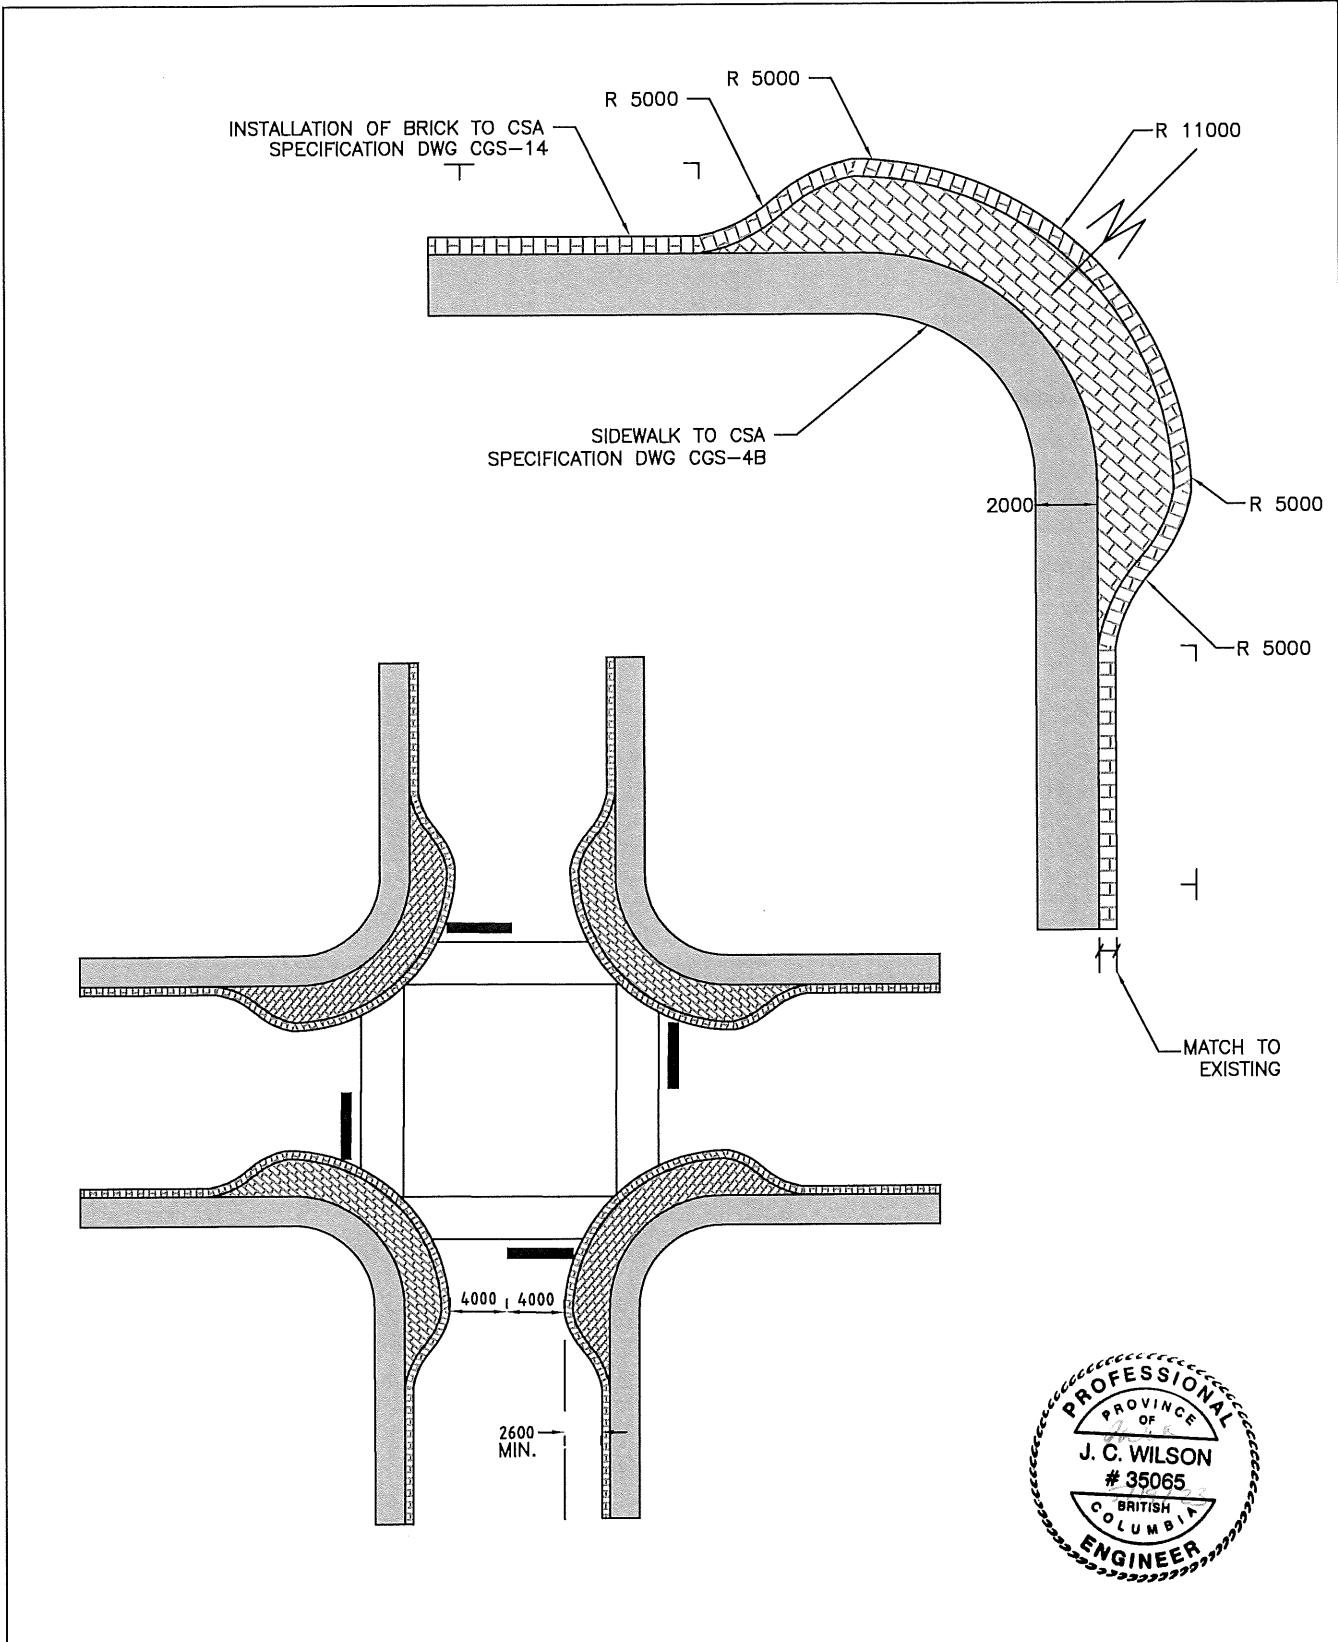 R 5000
R 5000
INSTALLATION OF BRICK TO CSA
SPECIFICATION DWG CGS-14
R 11000
SIDEWALK TO CSA
SPECIFICATION DWG CGS-4B
2000
R 5000
R 5000
MATCH TO
EXISTING
4000
4000
2600
MIN.
PROFESSIONAL
PROVINCE
OF
J. C. WILSON
# 35065
BRITISH
COLUMBIA
ENGINEER